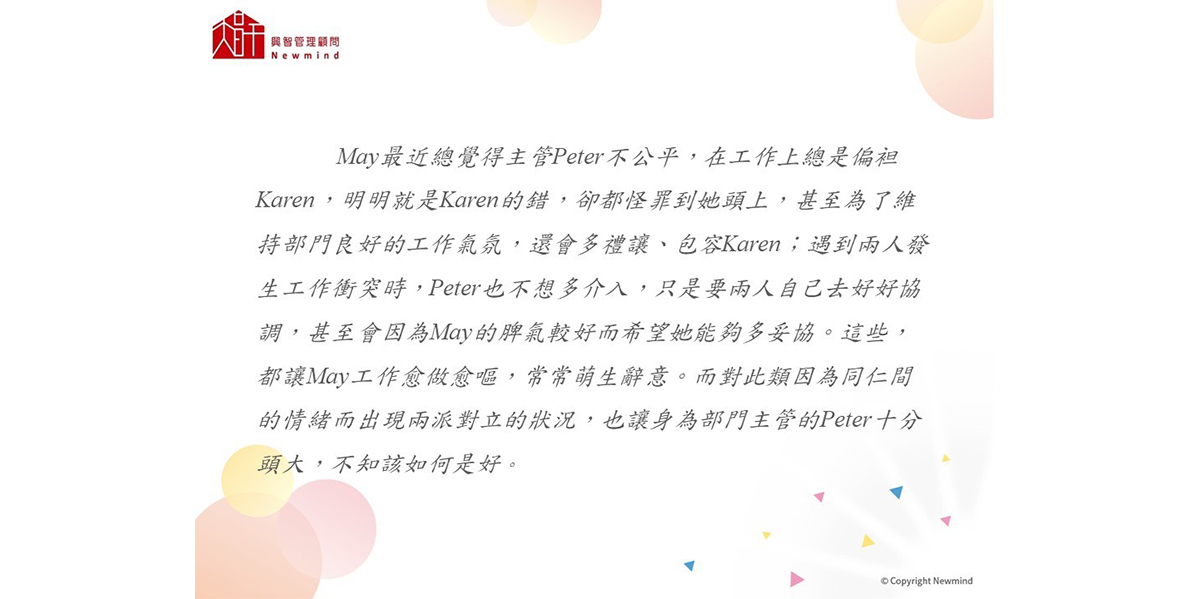 興智管理顧問
Newmind
May最近總覺得主管Peter不公平，在工作上總是偏袒
Karen，明明就是Karen的錯，卻都怪罪到她頭上，甚至為了維
持部門良好的工作氣氛，還會多禮讓、包容Karen；遇到兩人發
生工作衝突時，Peter也不想多介入，只是要兩人自己去好好協
調，甚至會因為May的脾氣較好而希望她能夠多妥協。這些，
都讓May工作愈做愈嘔，常常萌生辭意。而對此類因為同仁間
的情緒而出現兩派對立的狀況，也讓身為部門主管的Peter十分
頭大，不知該如何是好。
© Copyright Newmind